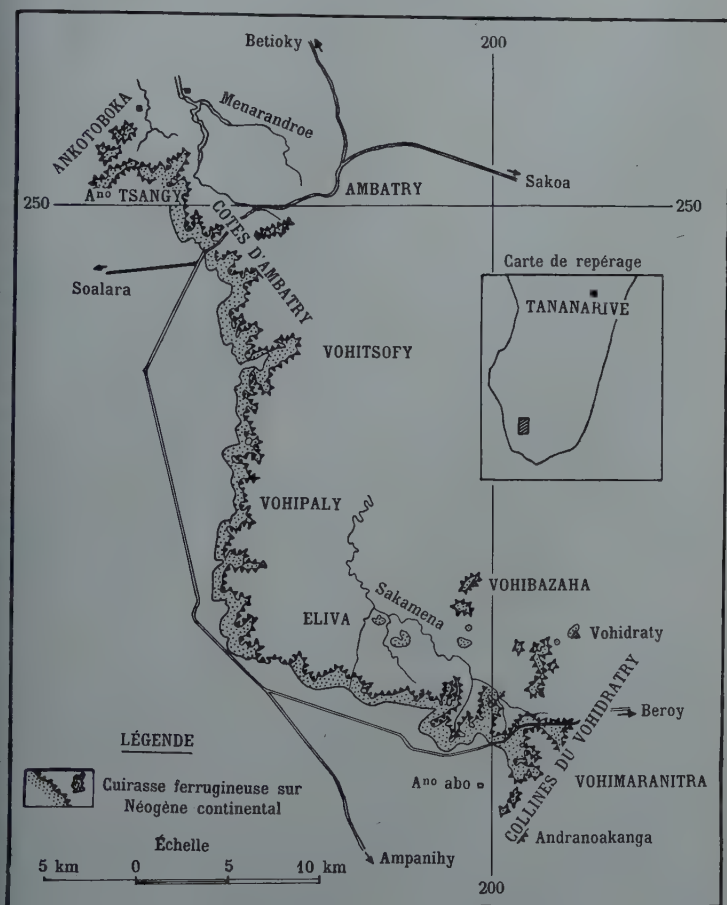 Betioky
200
Menarandroe
ANKOTOBOKA
Ano TSANGY
AMBATRY
Sakoa
250
250
COTES D'AMBATRY
Soalara
Carte de repérage
TANANARIVE
VOHITSOFY
VOHIPALY
VOHIBAZAHA
Sakamena
ELIVA
Vohidraty
Beroy
LÉGENDE
Cuirasse ferrugineuse sur
Néogène continental
Ano abo
COLLINES DU VOHIDRATRY
VOHIMARANITRA
Andranoakanga
Échelle
5 km 0 5 10 km
Ampanihy
200